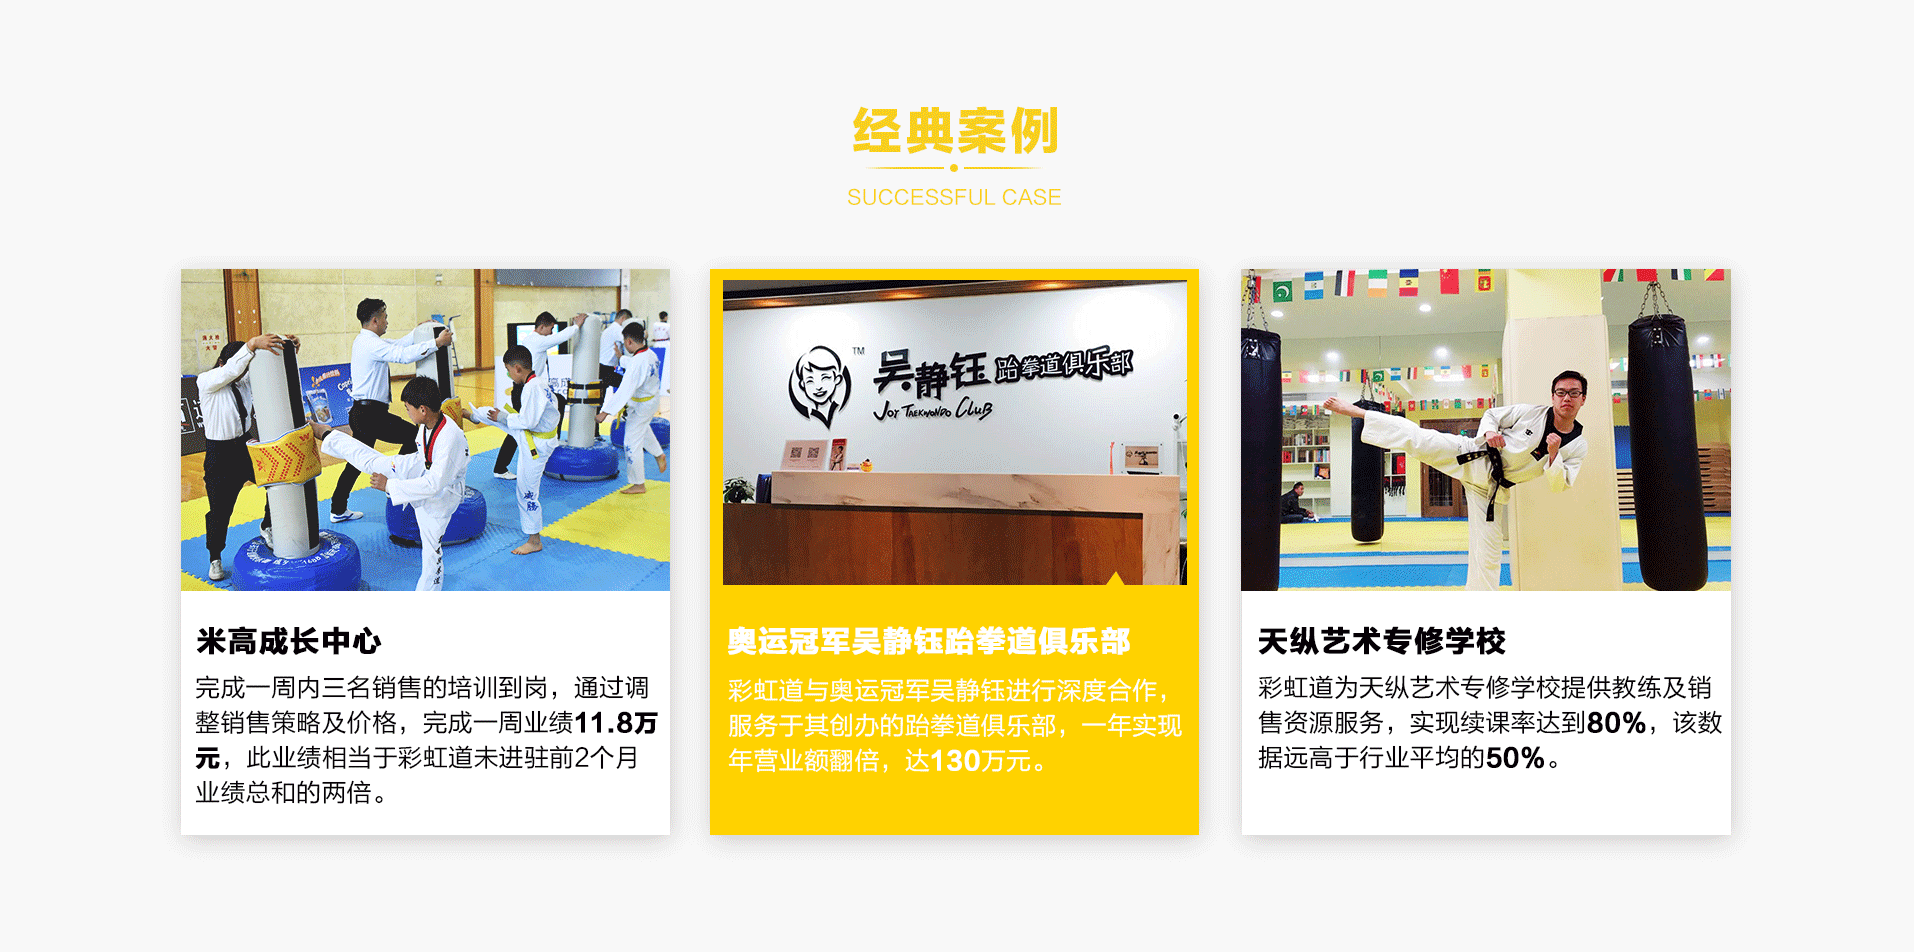 经典案例
SUCCESSFUL CASE
吴静钰 跆拳道俱乐部
TM
JOY TAEKWONDO CLUB
米高成长中心
完成一周内三名销售的培训到岗，通过调
整销售策略及价格，完成一周业绩11.8万
元，此业绩相当于彩虹道未进驻前2个月
业绩总和的两倍。
奥运冠军吴静钰跆拳道俱乐部
彩虹道与奥运冠军吴静钰进行深度合作，
服务于其创办的跆拳道俱乐部，一年实现
年营业额翻倍，达130万元。
天纵艺术专修学校
彩虹道为天纵艺术专修学校提供教练及销
售资源服务，实现续课率达到80%，该数
据远高于行业平均的50%。